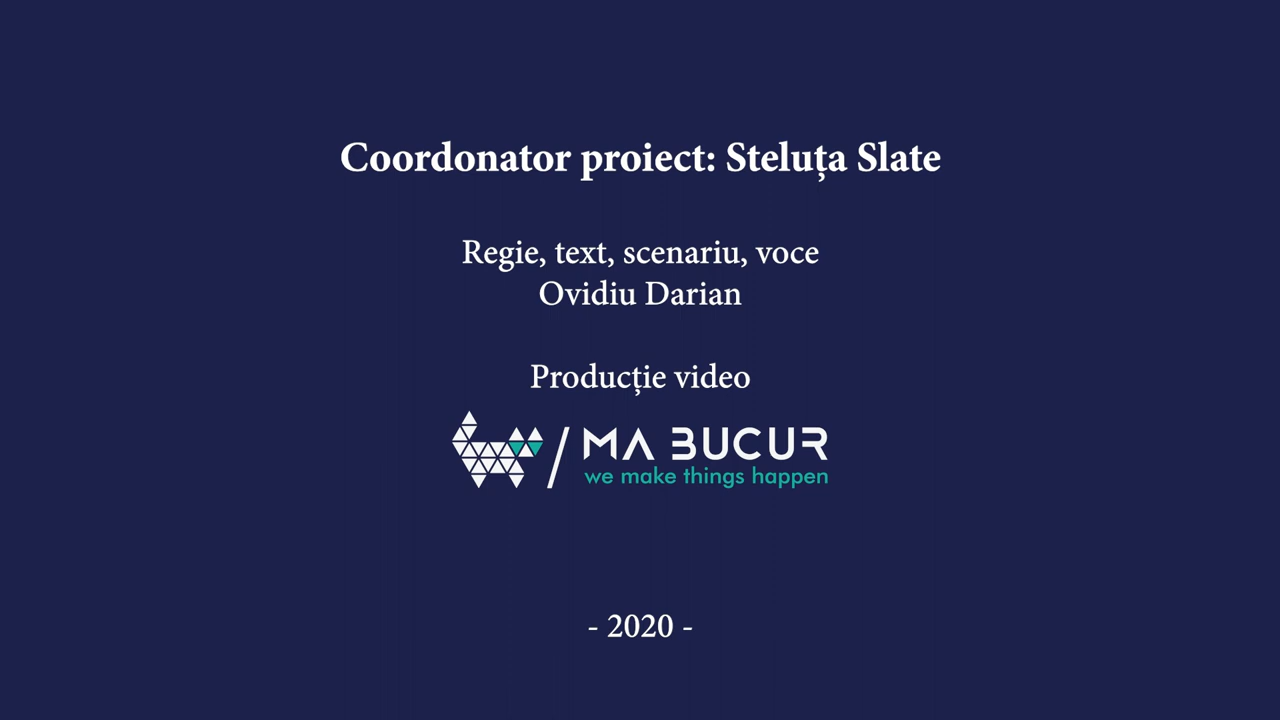 Coordonator proiect: Steluța Slate
Regie, text, scenariu, voce
Ovidiu Darian
Producție video
MA BUCUR
we make things happen
- 2020 -